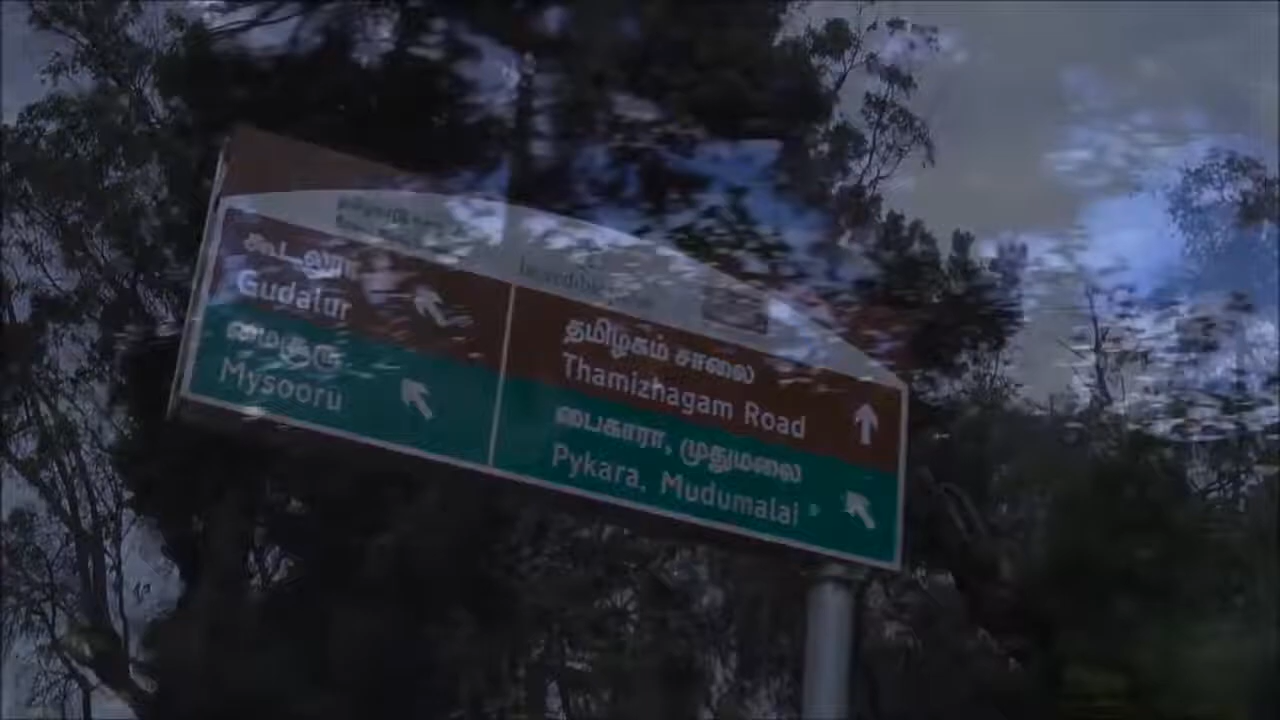 கூடலூர்
Gudalur
மைசூரு
Mysooru
தமிழகம் சாலை
Thamizhagam Road
பைகாரா, முதுமலை
Pykara, Mudumalai